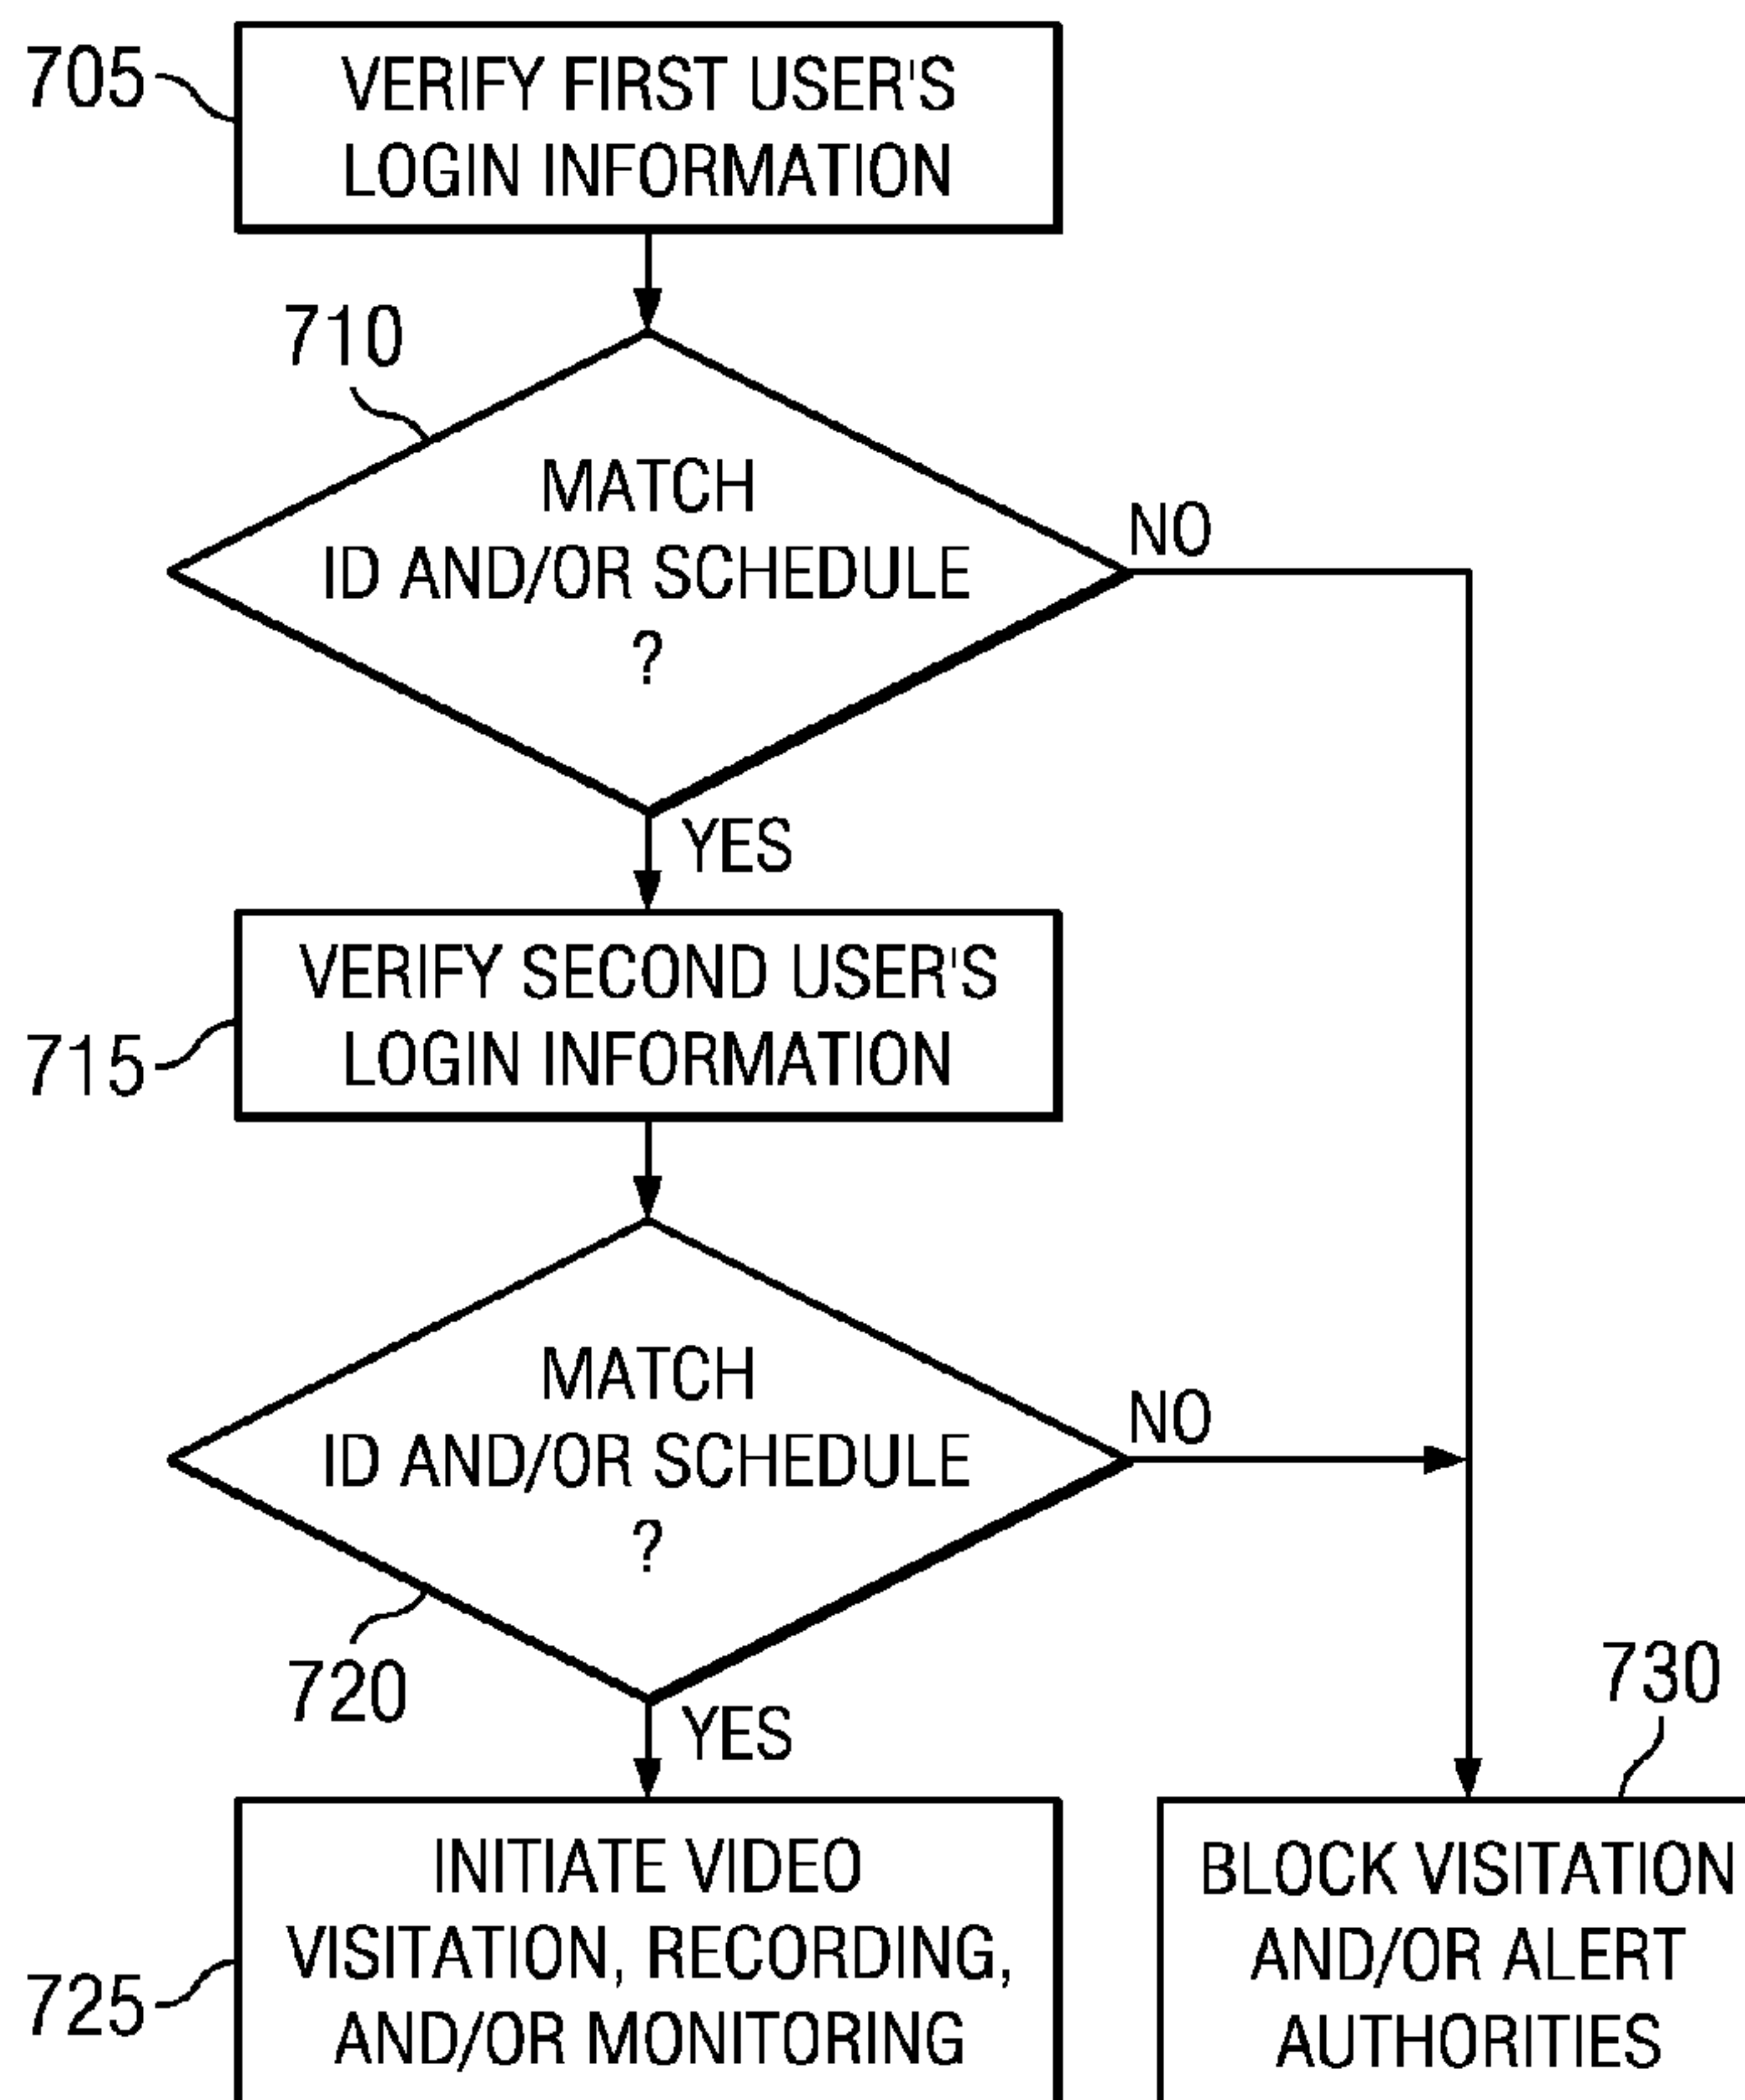 705
VERIFY FIRST USER'S
LOGIN INFORMATION
710
MATCH
ID AND/OR SCHEDULE
?
NO
YES
715
VERIFY SECOND USER'S
LOGIN INFORMATION
MATCH
ID AND/OR SCHEDULE
?
NO
720
YES
730
725
INITIATE VIDEO
VISITATION, RECORDING,
AND/OR MONITORING
BLOCK VISITATION
AND/OR ALERT
AUTHORITIES